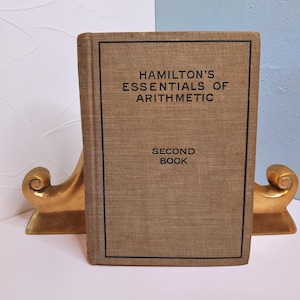 HAMILTON'S
ESSENTIALS OF
ARITHMETIC
SECOND
BOOK